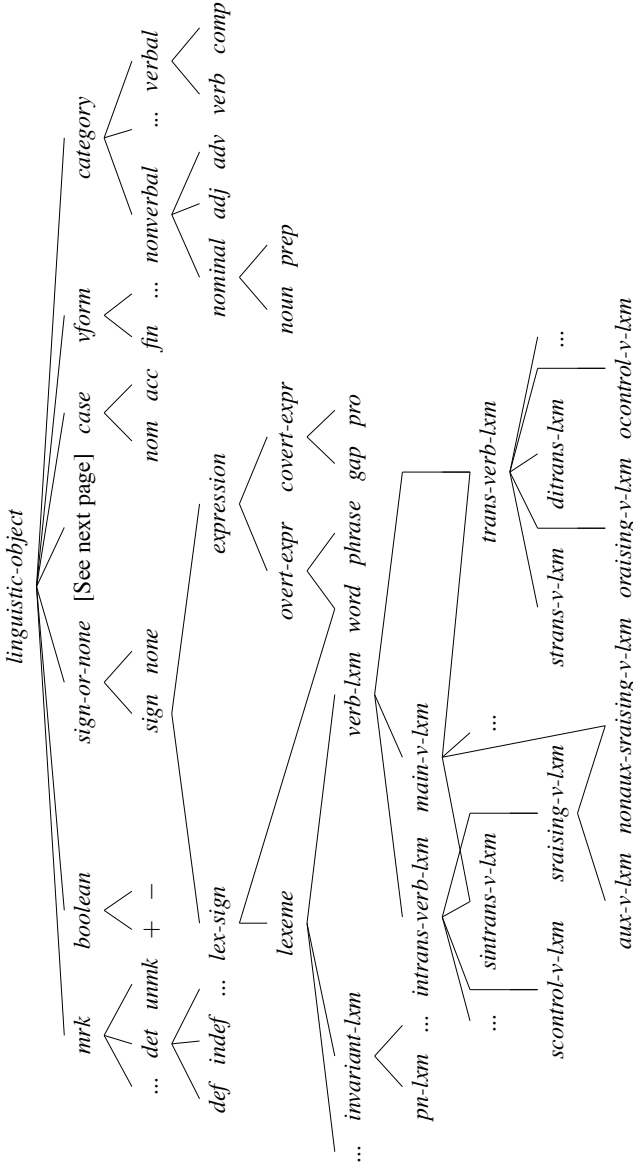 linguistic-object
mrk boolean sign-or-none [See next page] case vform category
... det unmk + − sign none nom acc fin ... nonverbal ... verbal
def indef ... lex-sign expression nominal adj adv verb comp
lexeme overt-expr covert-expr noun prep
... invariant-lxm verb-lxm word phrase gap pro
pn-lxm ... intrans-verb-lxm main-v-lxm
... sintrans-v-lxm ... trans-verb-lxm
scontrol-v-lxm sraising-v-lxm strans-v-lxm ditrans-lxm ...
aux-v-lxm nonaux-sraising-v-lxm oraising-v-lxm ocontrol-v-lxm